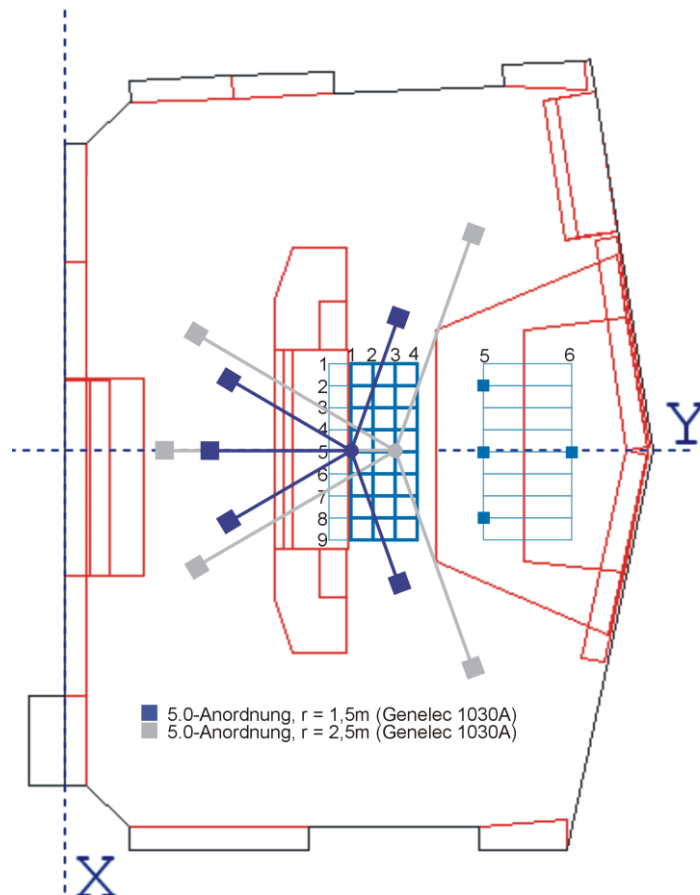 1 1 2 3 4 5 6
2
3
4
5
6
7
8
9
Y
5.0-Anordnung, r = 1,5m (Genelec 1030A)
5.0-Anordnung, r = 2,5m (Genelec 1030A)
X